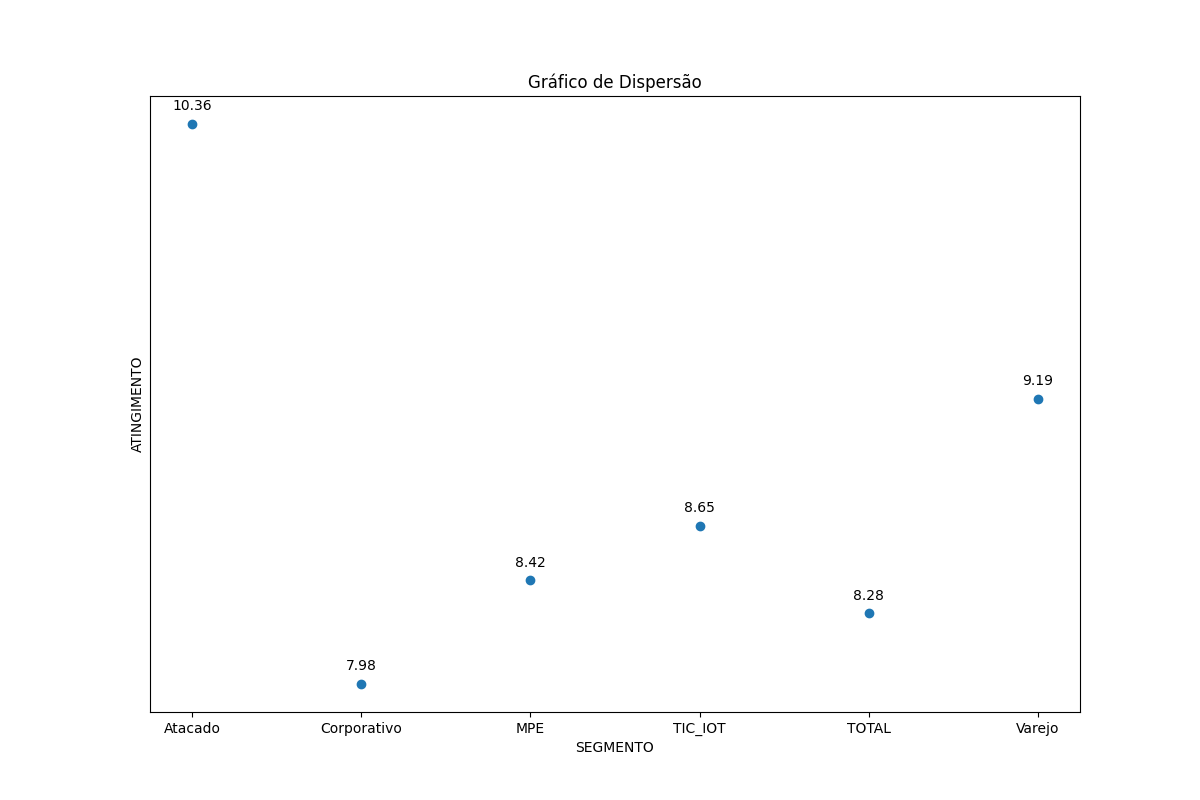 Gráfico de Dispersão
10.36
9.19
8.65
8.42
8.28
7.98
ATINGIMENTO
Atacado Corporativo MPE TIC_IOT TOTAL Varejo
SEGMENTO